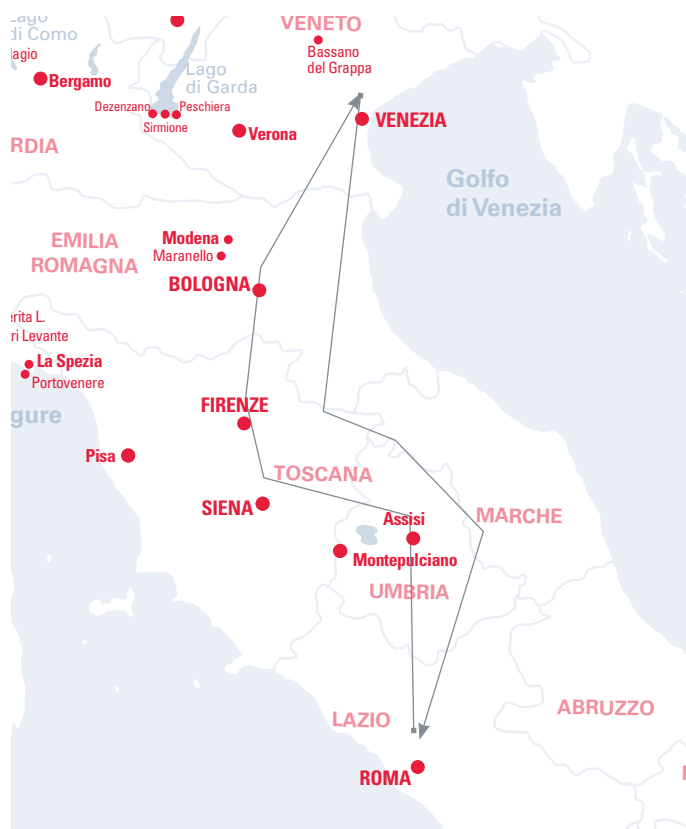 Lago
di Como
lagio
VENETO
Bassano
del Grappa
Bergamo
Lago
di Garda
Dezenzano
Peschiera
Sirmione
Verona
VENEZIA
RDIA
Golfo
di Venezia
EMILIA
ROMAGNA
Modena
Maranello
BOLOGNA
erita L.
ri Levante
La Spezia
Portovenere
gure
FIRENZE
Pisa
TOSCANA
SIENA
Assisi
MARCHE
Montepulciano
UMBRIA
LAZIO
ABRUZZO
ROMA